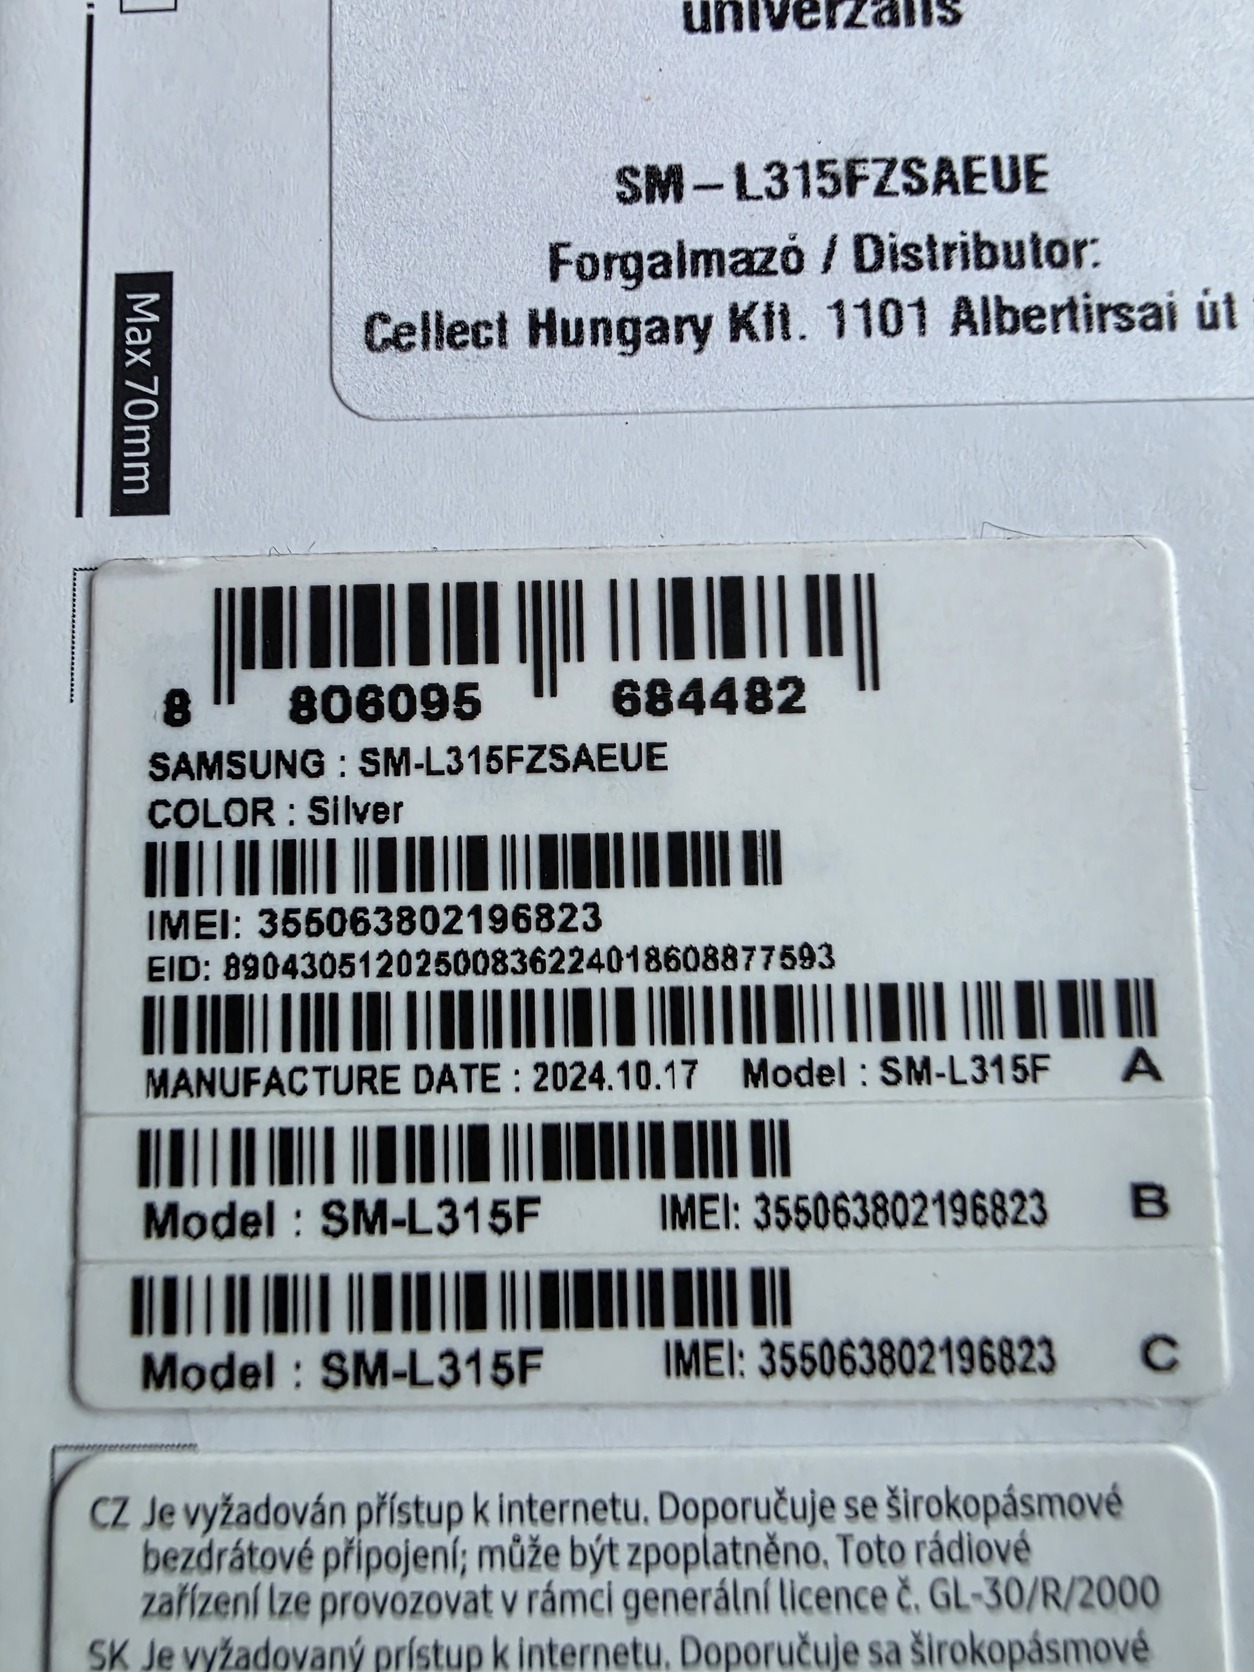 univerzális
SM-L315FZSAEUE
Forgalmazó / Distributor:
Cellect Hungary Kft. 1101 Albertirsai út
Max 70mm
8 806095 684482
SAMSUNG : SM-L315FZSAEUE
COLOR : Silver
IMEI: 355063802196823
EID: 89043051202500836224018608877593
MANUFACTURE DATE : 2024.10.17 Model : SM-L315F A
Model : SM-L315F IMEI: 355063802196823 B
Model : SM-L315F IMEI: 355063802196823 C
CZ Je vyžadován přístup k internetu. Doporučuje se širokopásmové
bezdrátové připojení; může být zpoplatněno. Toto rádiové
zařízení lze provozovat v rámci generální licence č. GL-30/R/2000
SK Je vyžadovaný prístup k internetu. Doporučuje sa širokopásmové